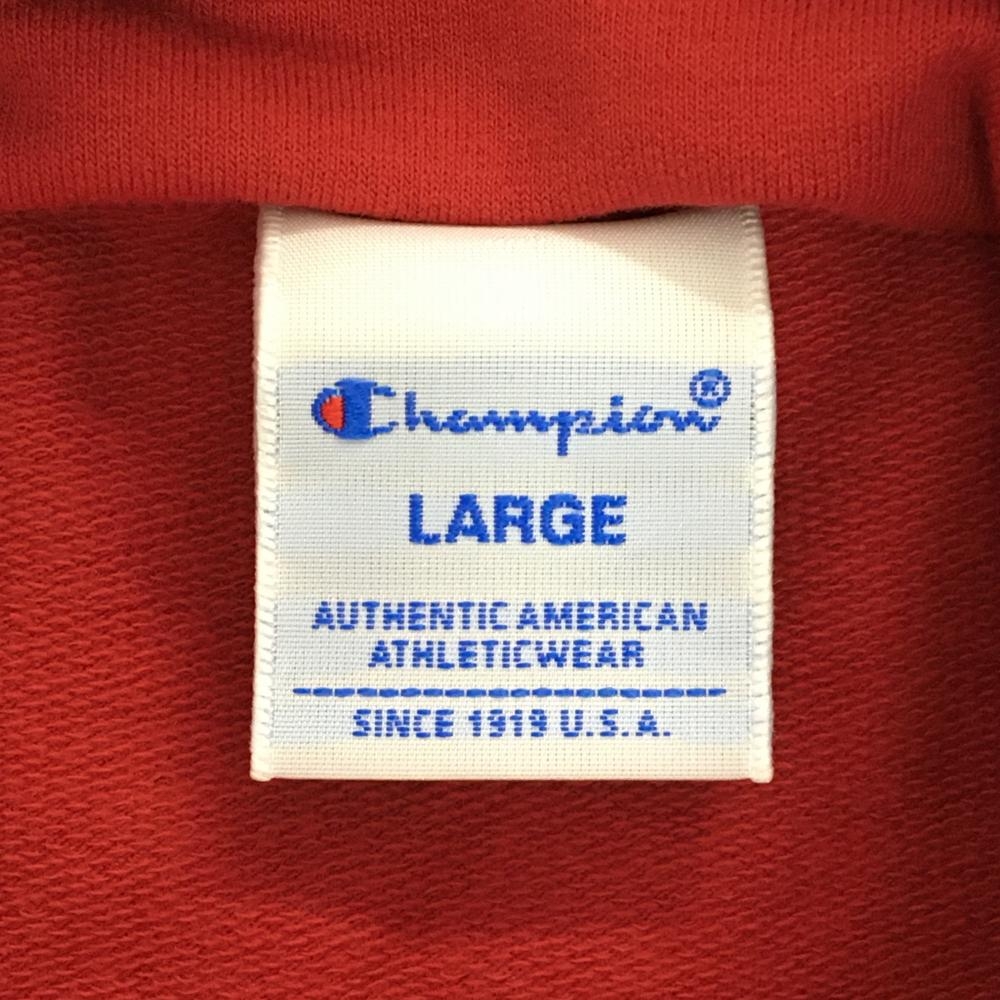 Champion®
LARGE
AUTHENTIC AMERICAN
ATHLETICWEAR
SINCE 1919 U.S.A.